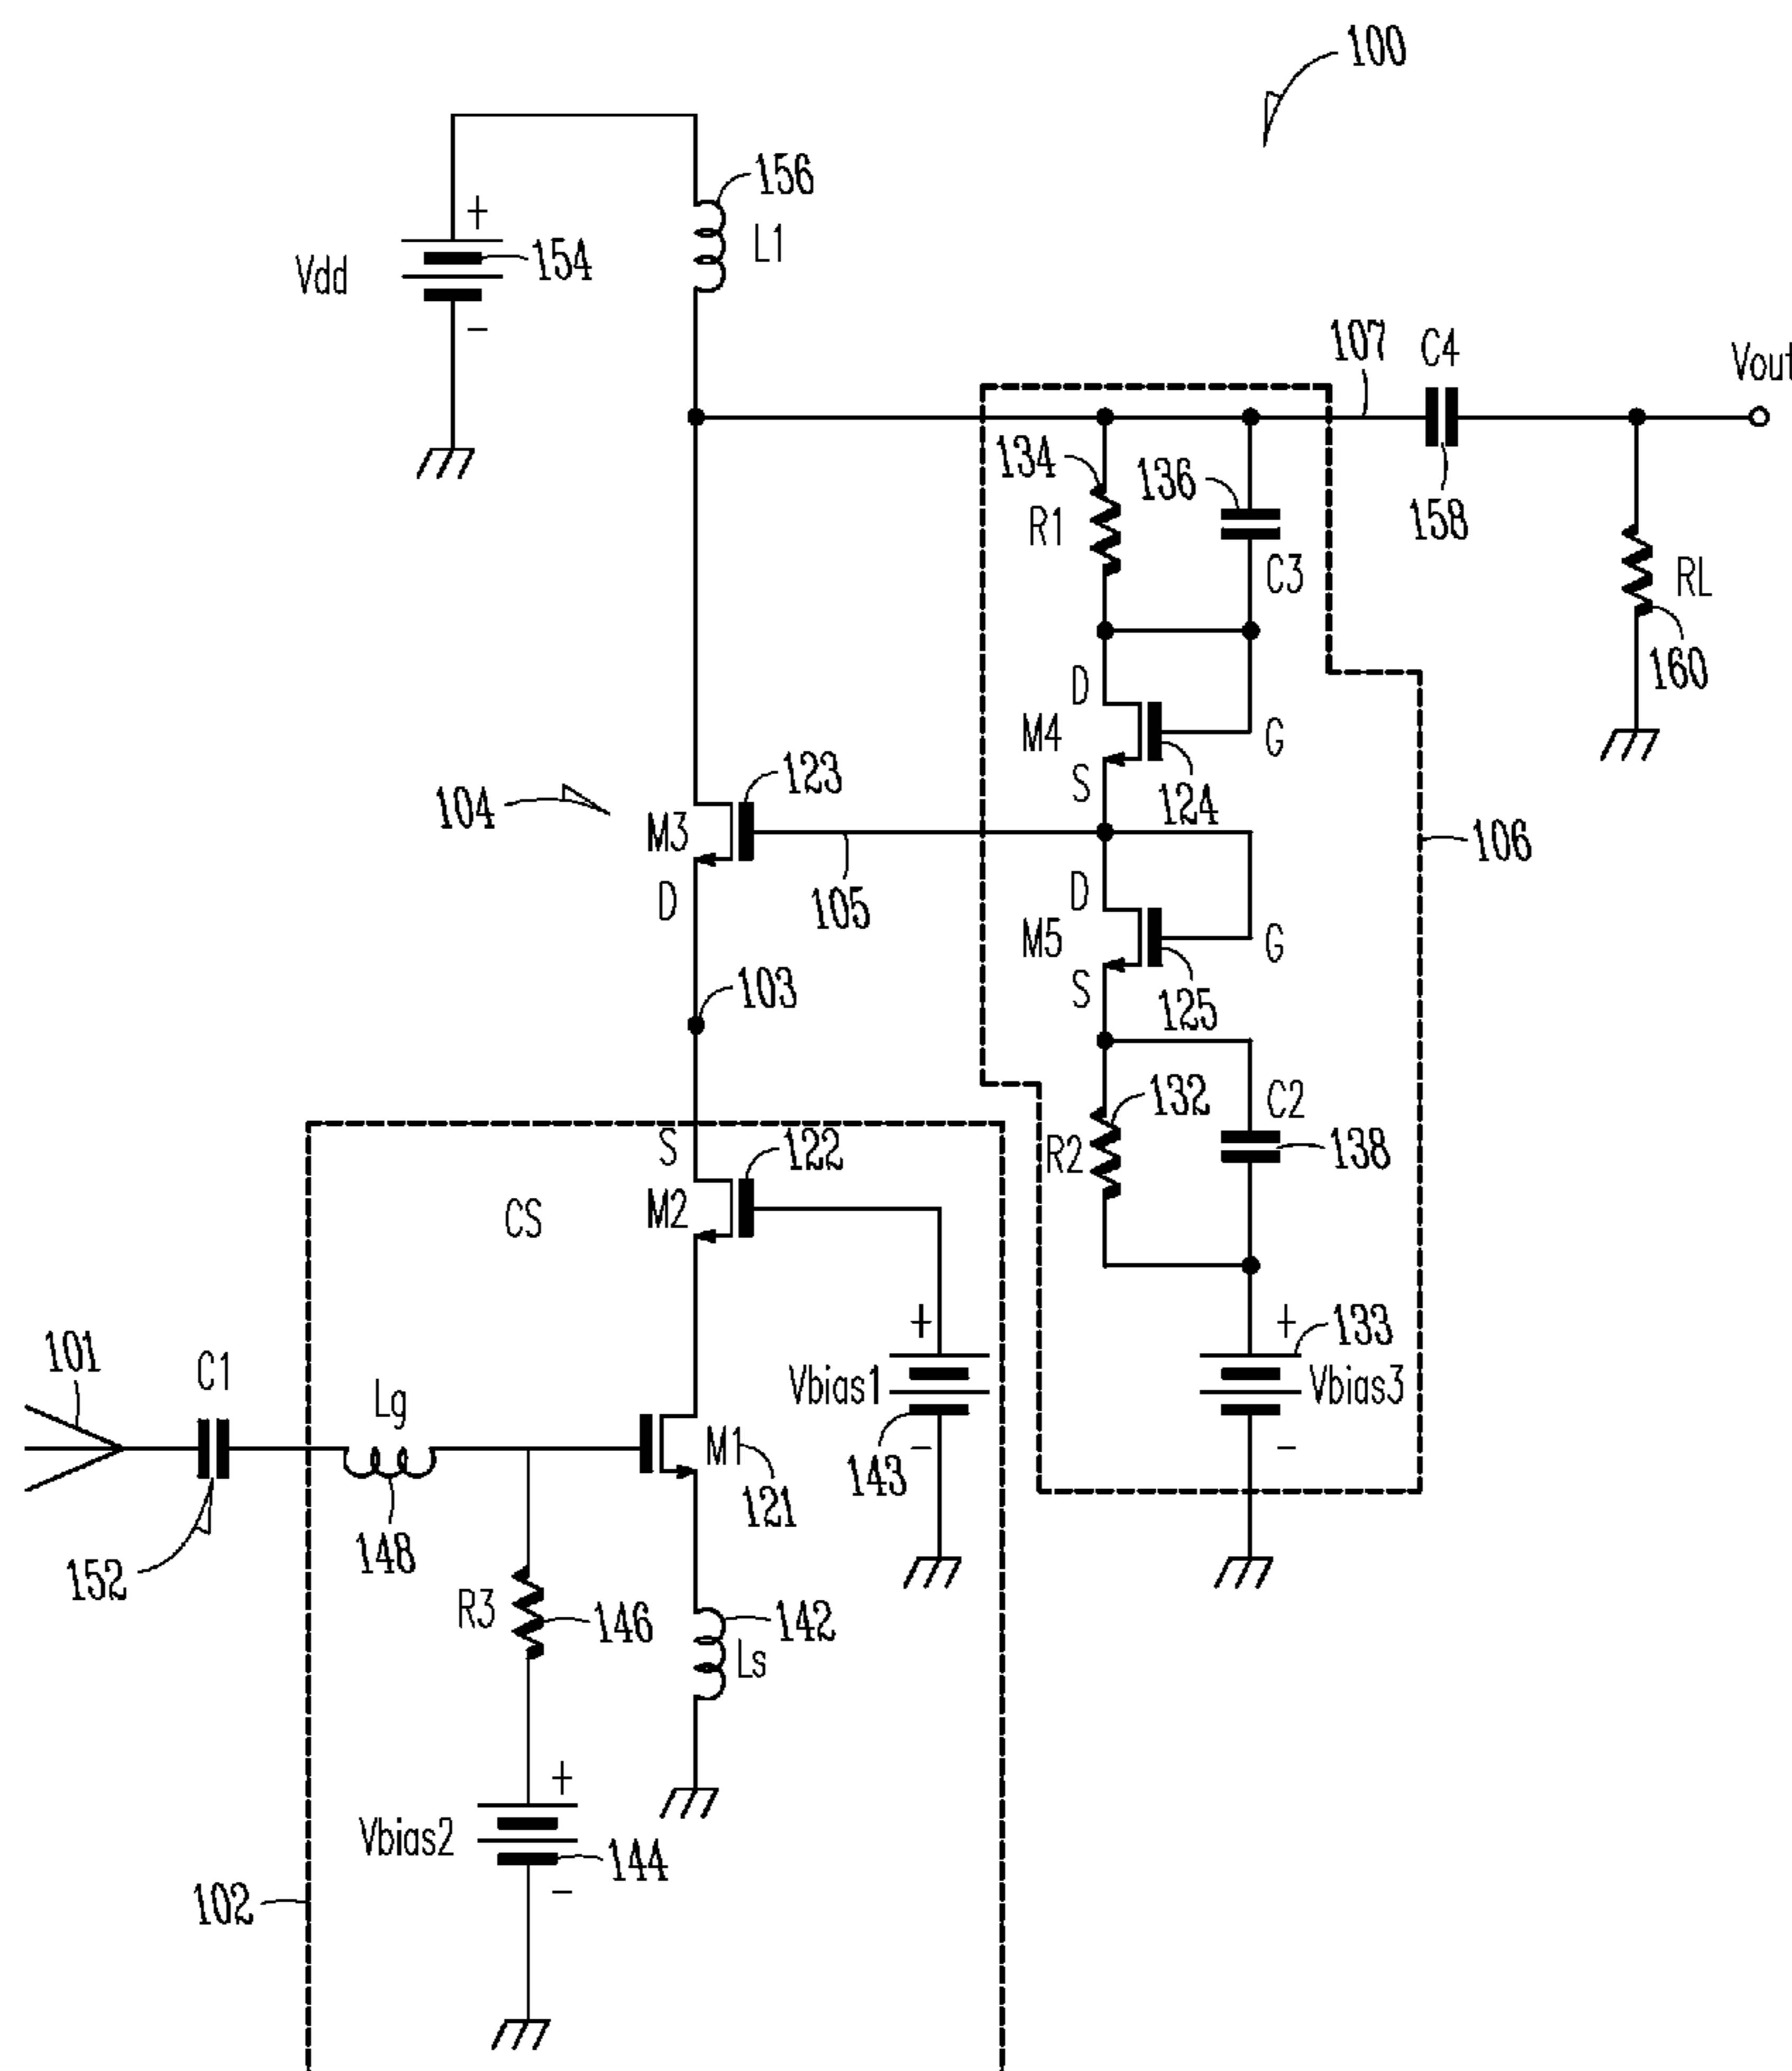 100
156
L1
+
Vdd
154
-
107
C4
Vout
134
136
R1
158
C3
RL
160
D
M4
G
123
S
124
104
M3
106
D
105
D
M5
G
S
125
103
132
C2
S
122
R2
138
CS
M2
+
+
133
101
C1
Lg
Vbias1
Vbias3
M1
-
-
143
121
152
148
R3
146
142
Ls
+
Vbias2
144
102
-